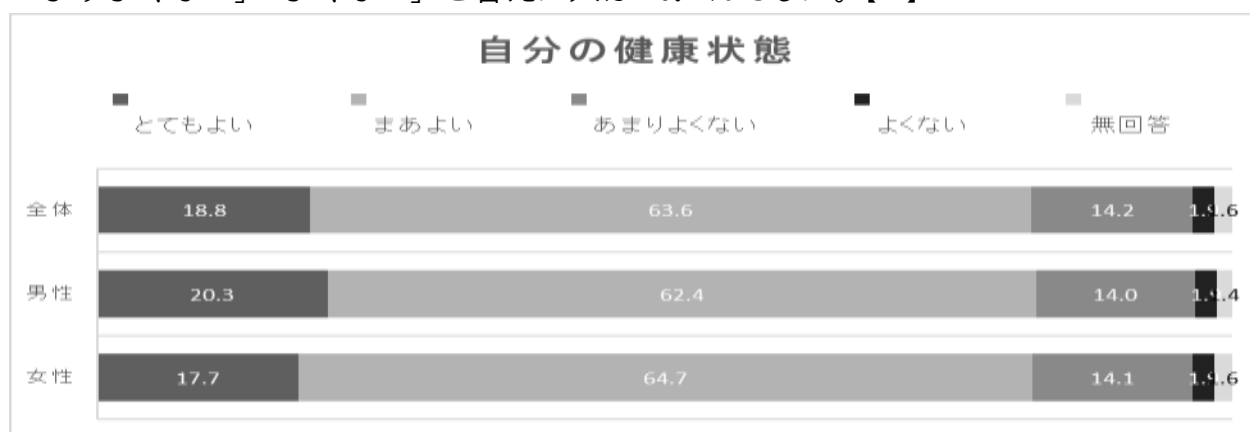 自分の健康状態
とてもよい まあよい あまりよくない よくない 無回答
全体 18.8 63.6 14.2
男性 20.3 62.4 14.0
女性 17.7 64.7 14.1